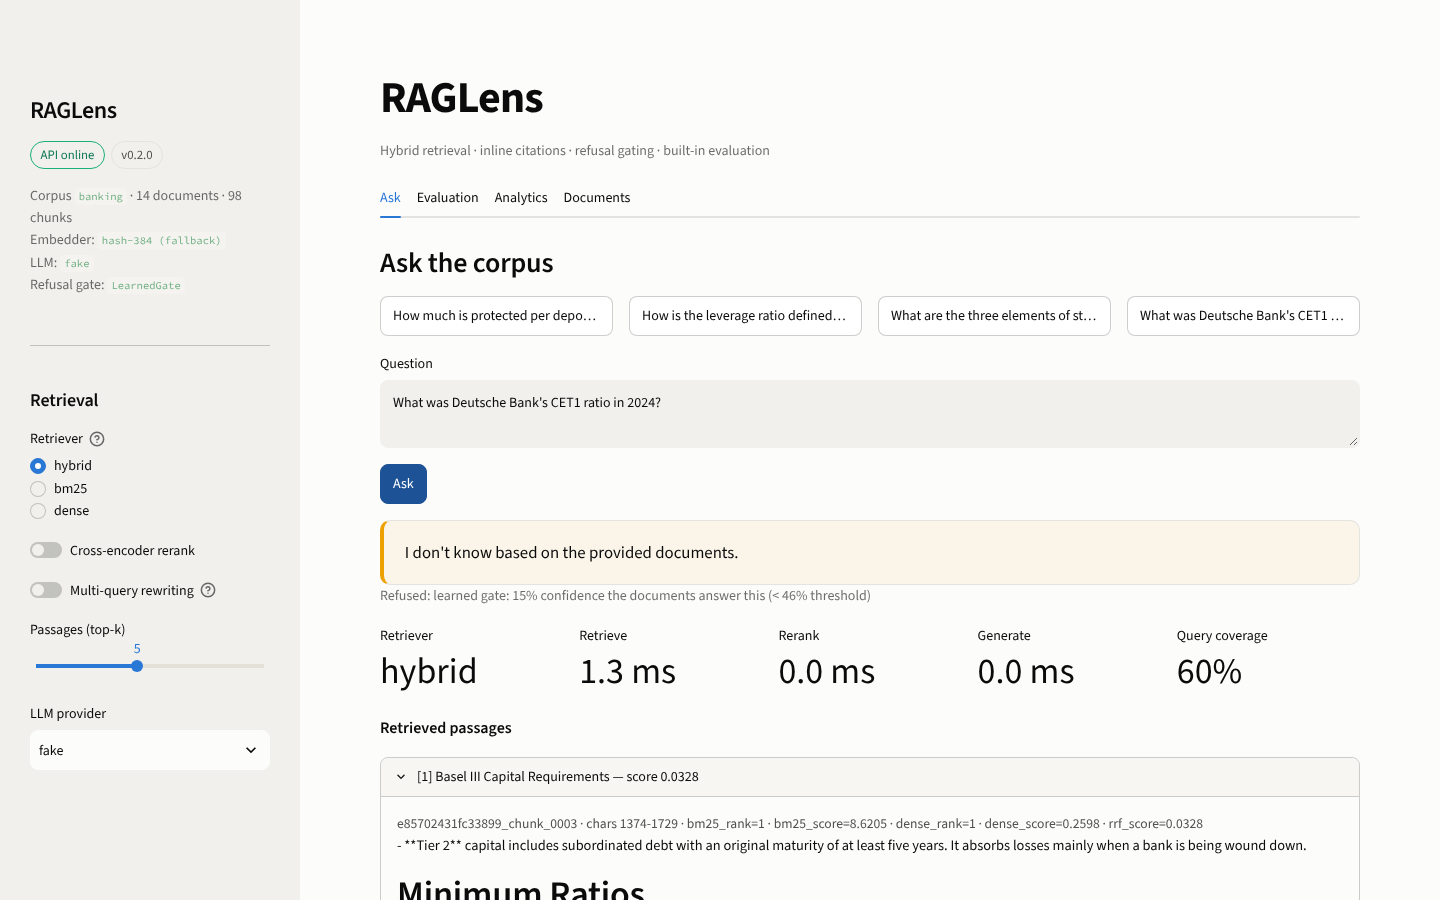 RAGLens
API online
v0.2.0
Corpus banking · 14 documents · 98
chunks
Embedder: hash-384 (fallback)
LLM: fake
Refusal gate: LearnedGate
Retrieval
Retriever
hybrid
bm25
dense
Cross-encoder rerank
Multi-query rewriting
Passages (top-k)
5
LLM provider
fake
RAGLens
Hybrid retrieval · inline citations · refusal gating · built-in evaluation
Ask Evaluation Analytics Documents
Ask the corpus
How much is protected per depo…
How is the leverage ratio defined…
What are the three elements of st…
What was Deutsche Bank's CET1 …
Question
What was Deutsche Bank's CET1 ratio in 2024?
Ask
I don't know based on the provided documents.
Refused: learned gate: 15% confidence the documents answer this (< 46% threshold)
Retriever Retrieve Rerank Generate Query coverage
hybrid 1.3 ms 0.0 ms 0.0 ms 60%
Retrieved passages
[1] Basel III Capital Requirements — score 0.0328
e85702431fc33899_chunk_0003 · chars 1374-1729 · bm25_rank=1 · bm25_score=8.6205 · dense_rank=1 · dense_score=0.2598 · rrf_score=0.0328
- **Tier 2** capital includes subordinated debt with an original maturity of at least five years. It absorbs losses mainly when a bank is being wound down.
Minimum Ratios